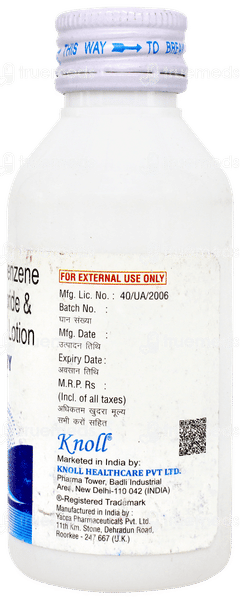 THIS WAY TO BREA
enzene
ide &
Lotion
FOR EXTERNAL USE ONLY
Mfg. Lic. No. : 40/UA/2006
Batch No. :
घान संख्या
Mfg. Date :
उत्पादन तिथि
Expiry Date :
अवसान तिथि
M.R.P. Rs :
(Incl. of all taxes)
अधिकतम खुदरा मूल्य
सभी करों सहित
Knoll®
Marketed in India by:
KNOLL HEALTHCARE PVT LTD.
Pharma Tower, Badli Industrial
Area, New Delhi-110 042 (INDIA)
®-Registered Trademark
Manufactured in India by:
Yacca Pharmaceuticals Pvt. Ltd.
11th Km. Stone, Dehradun Road,
Roorkee - 247 667 (U.K.)